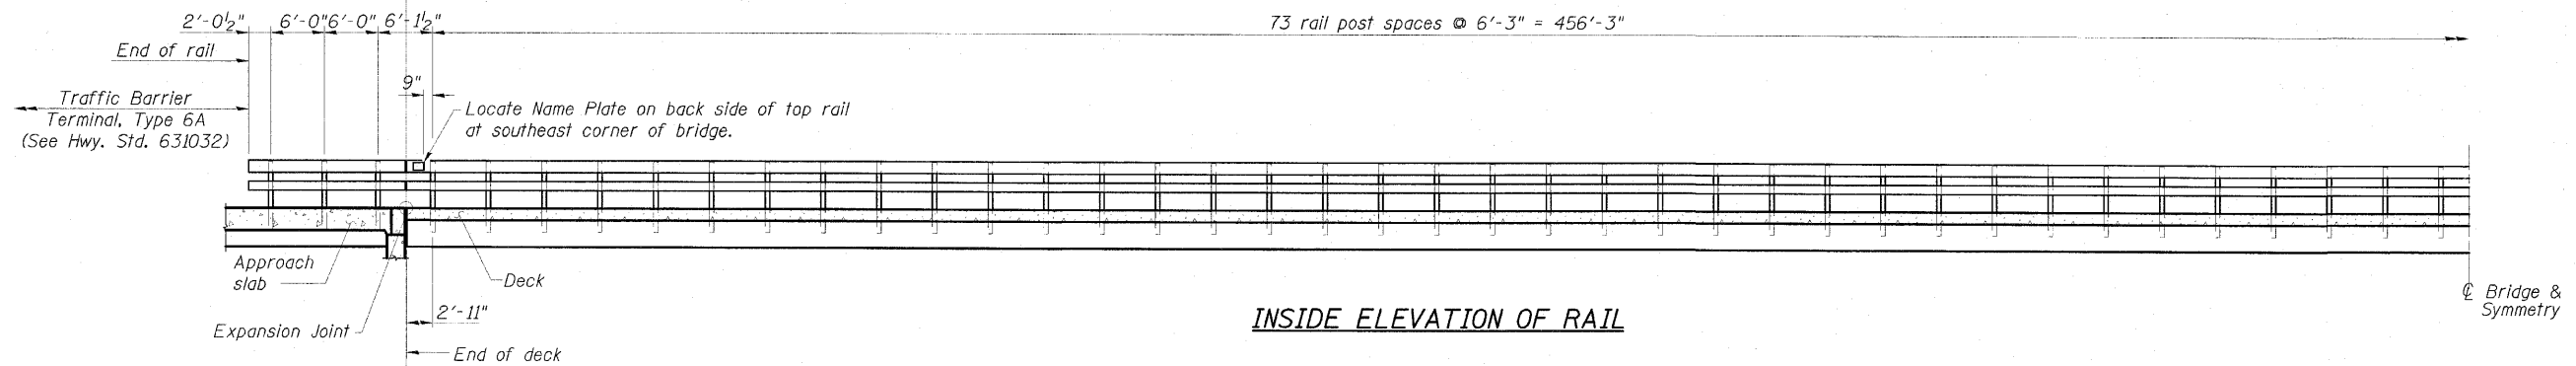 2'-0½" 6'-0" 6'-0" 6'-1½" 73 rail post spaces @ 6'-3" = 456'-3"
End of rail
9"
Traffic Barrier
Terminal, Type 6A
(See Hwy. Std. 631032)
Locate Name Plate on back side of top rail
at southeast corner of bridge.
Approach
slab
Deck
Expansion Joint
2'-11"
End of deck
INSIDE ELEVATION OF RAIL
℄ Bridge &
Symmetry